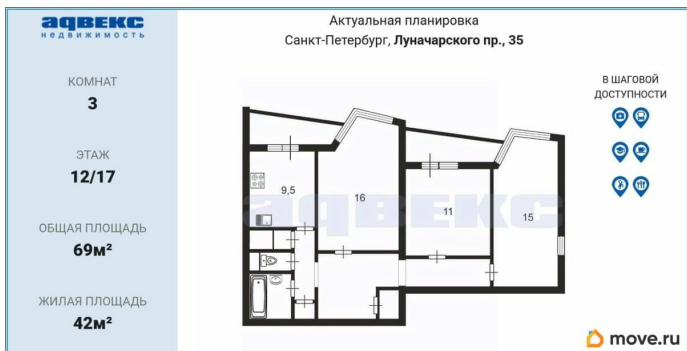 адвекс
недвижимость
КОМНАТ
3
ЭТАЖ
12/17
ОБЩАЯ ПЛОЩАДЬ
69м²
ЖИЛАЯ ПЛОЩАДЬ
42м²
Актуальная планировка
Санкт-Петербург, Луначарского пр., 35
9,5
16
11
15
адвекс
В ШАГОВОЙ
ДОСТУПНОСТИ
move.ru